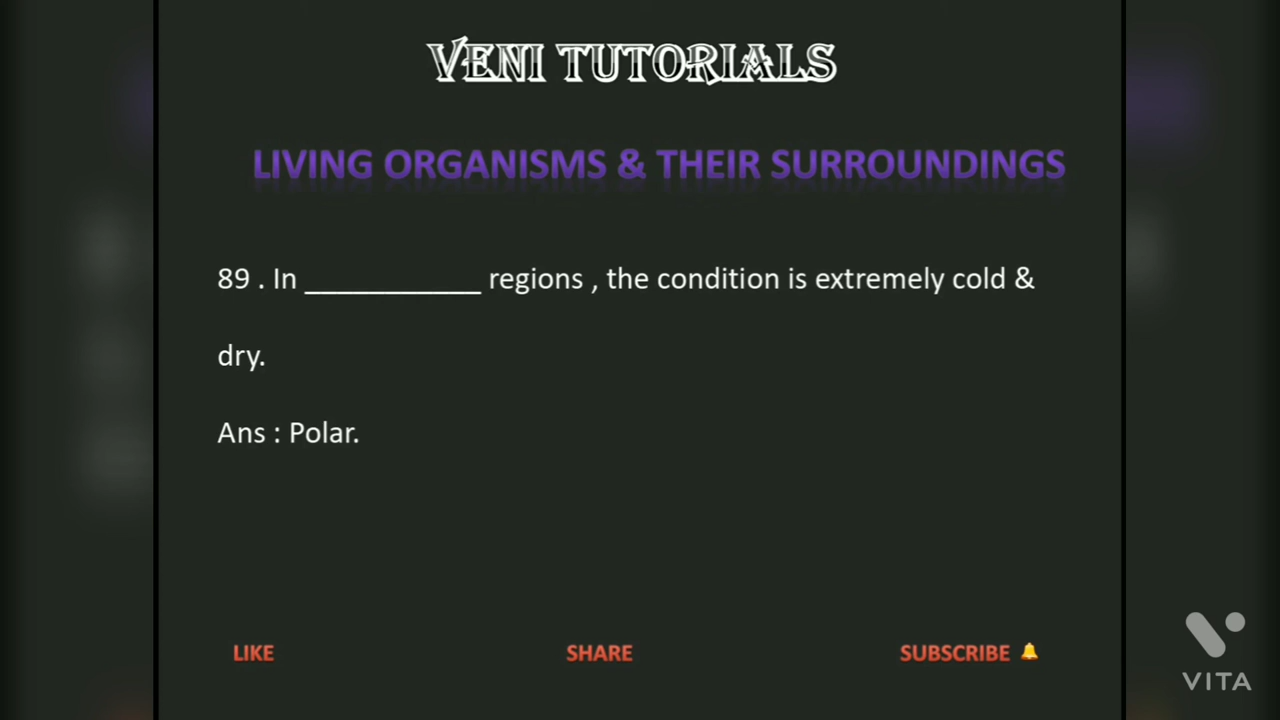 VENI TUTORIALS
LIVING ORGANISMS & THEIR SURROUNDINGS
89 . In ____________ regions , the condition is extremely cold &
dry.
Ans : Polar.
LIKE SHARE SUBSCRIBE 🔔
VITA